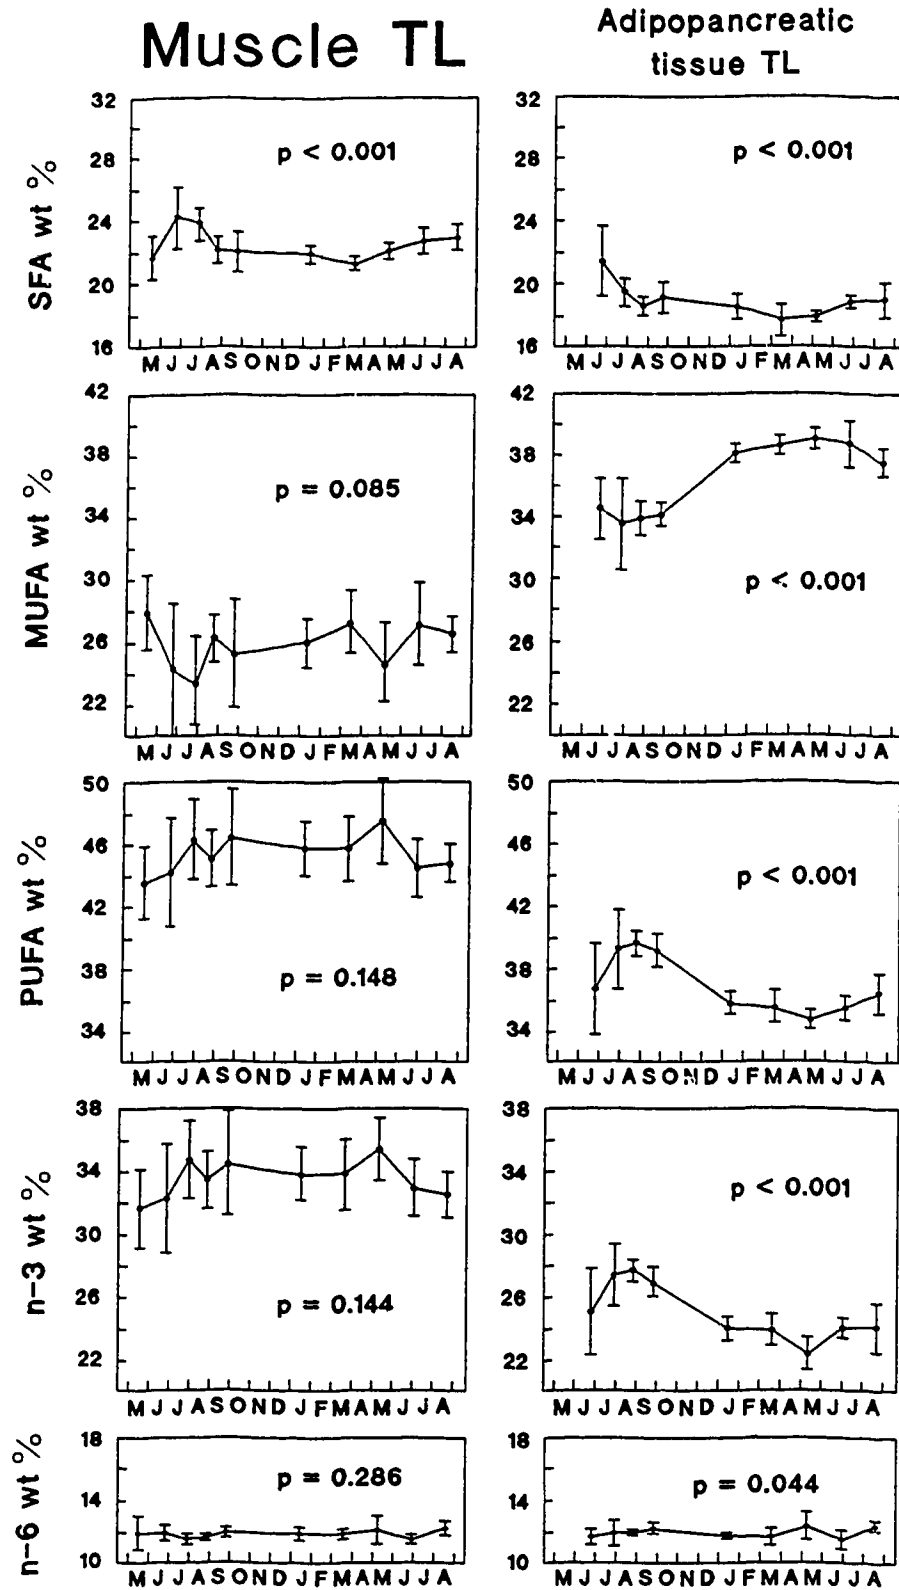 Muscle TL
Adipopancreatic
tissue TL
SFA wt %
32
28
24
20
16
p < 0.001
M J J A S O N D J F M A M J J A
32
28
24
20
16
p < 0.001
M J J A S O N D J F M A M J J A
MUFA wt %
42
38
34
30
26
22
p = 0.085
M J J A S O N D J F M A M J J A
42
38
34
30
26
22
p < 0.001
M J J A S O N D J F M A M J J A
PUFA wt %
50
46
42
38
34
p = 0.148
M J J A S O N D J F M A M J J A
50
46
42
38
34
p < 0.001
M J J A S O N D J F M A M J J A
n-3 wt %
38
34
30
26
22
p = 0.144
M J J A S O N D J F M A M J J A
38
34
30
26
22
p < 0.001
M J J A S O N D J F M A M J J A
n-6 wt %
18
14
10
p = 0.286
M J J A S O N D J F M A M J J A
18
14
10
p = 0.044
M J J A S O N D J F M A M J J A